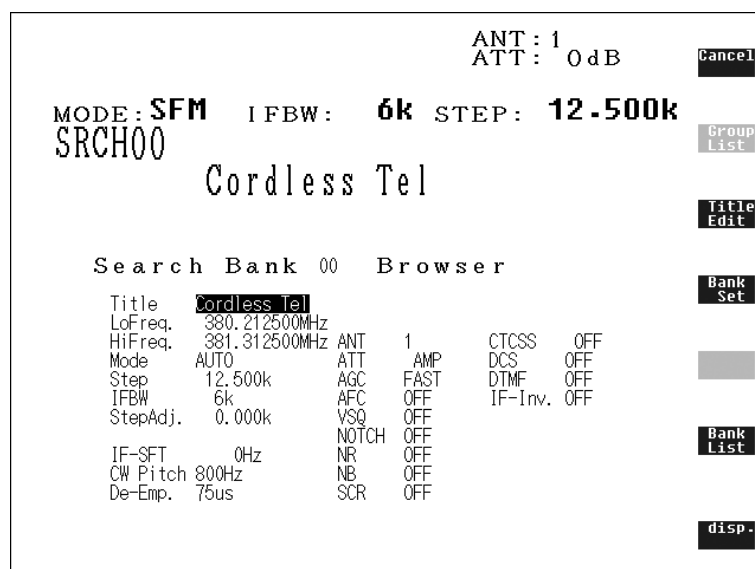 ANT:1
ATT: 0dB
MODE:SFM IFBW: 6k STEP: 12.500k
SRCH00
Cordless Tel
Search Bank 00 Browser
Title Cordless Tel
LoFreq. 380.212500MHz
HiFreq. 381.312500MHz ANT 1 CTCSS OFF
Mode AUTO ATT AMP DCS OFF
Step 12.500k AGC FAST DTMF OFF
IFBW 6k AFC OFF IF-Inv. OFF
StepAdj. 0.000k VSQ OFF
NOTCH OFF
IF-SFT 0Hz NR OFF
CW Pitch 800Hz NB OFF
De-Emp. 75us SCR OFF
Cancel
Group
List
Title
Edit
Bank
Set
Bank
List
disp.